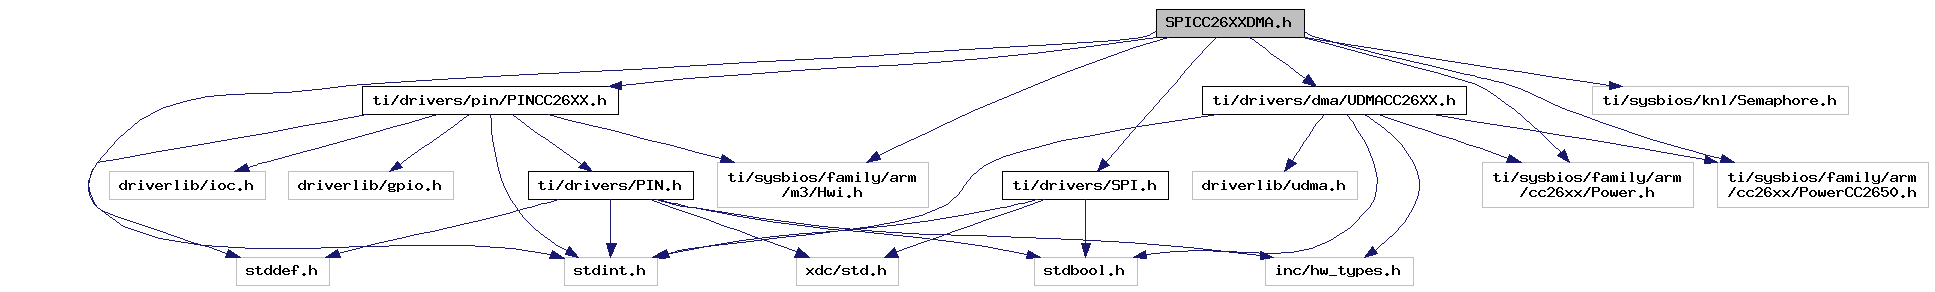 SPICC26XXDMA.h
ti/drivers/pin/PINCC26XX.h
ti/drivers/dma/UDMACC26XX.h
ti/sysbios/knl/Semaphore.h
driverlib/ioc.h
driverlib/gpio.h
ti/drivers/PIN.h
ti/sysbios/family/arm
/m3/Hwi.h
ti/drivers/SPI.h
driverlib/udma.h
ti/sysbios/family/arm
/cc26xx/Power.h
ti/sysbios/family/arm
/cc26xx/PowerCC2650.h
stddef.h
stdint.h
xdc/std.h
stdbool.h
inc/hw_types.h